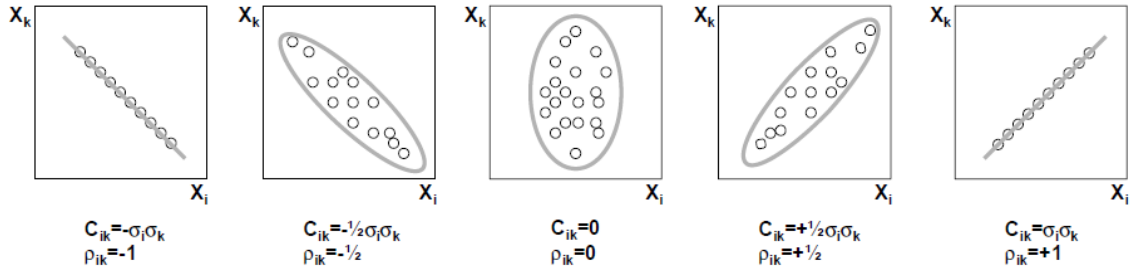 Xₖ Xₖ Xₖ Xₖ Xₖ
Xᵢ Xᵢ Xᵢ Xᵢ Xᵢ
Cᵢₖ=-σᵢσₖ Cᵢₖ=-½σᵢσₖ Cᵢₖ=0 Cᵢₖ=+½σᵢσₖ Cᵢₖ=σᵢσₖ
ρᵢₖ=-1 ρᵢₖ=-½ ρᵢₖ=0 ρᵢₖ=+½ ρᵢₖ=+1